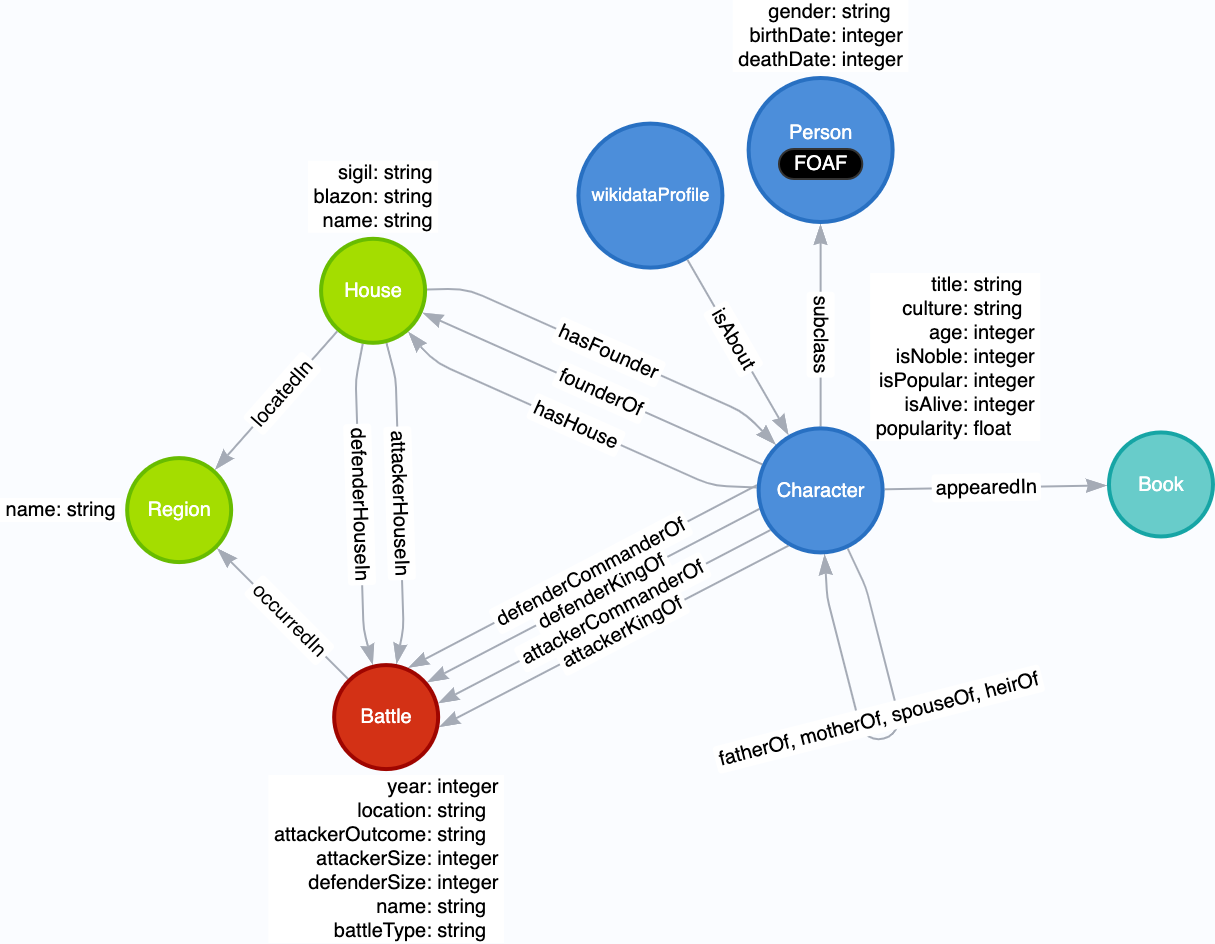 gender: string
birthDate: integer
deathDate: integer
Person
FOAF
wikidataProfile
sigil: string
blazon: string
name: string
House
subclass
isAbout
title: string
culture: string
age: integer
isNoble: integer
isPopular: integer
isAlive: integer
popularity: float
hasFounder
founderOf
hasHouse
locatedIn
defenderHouseIn
attackerHouseIn
name: string
Region
Character
appearedIn
Book
defenderCommanderOf
defenderKingOf
attackerCommanderOf
attackerKingOf
occurredIn
fatherOf, motherOf, spouseOf, heirOf
Battle
year: integer
location: string
attackerOutcome: string
attackerSize: integer
defenderSize: integer
name: string
battleType: string